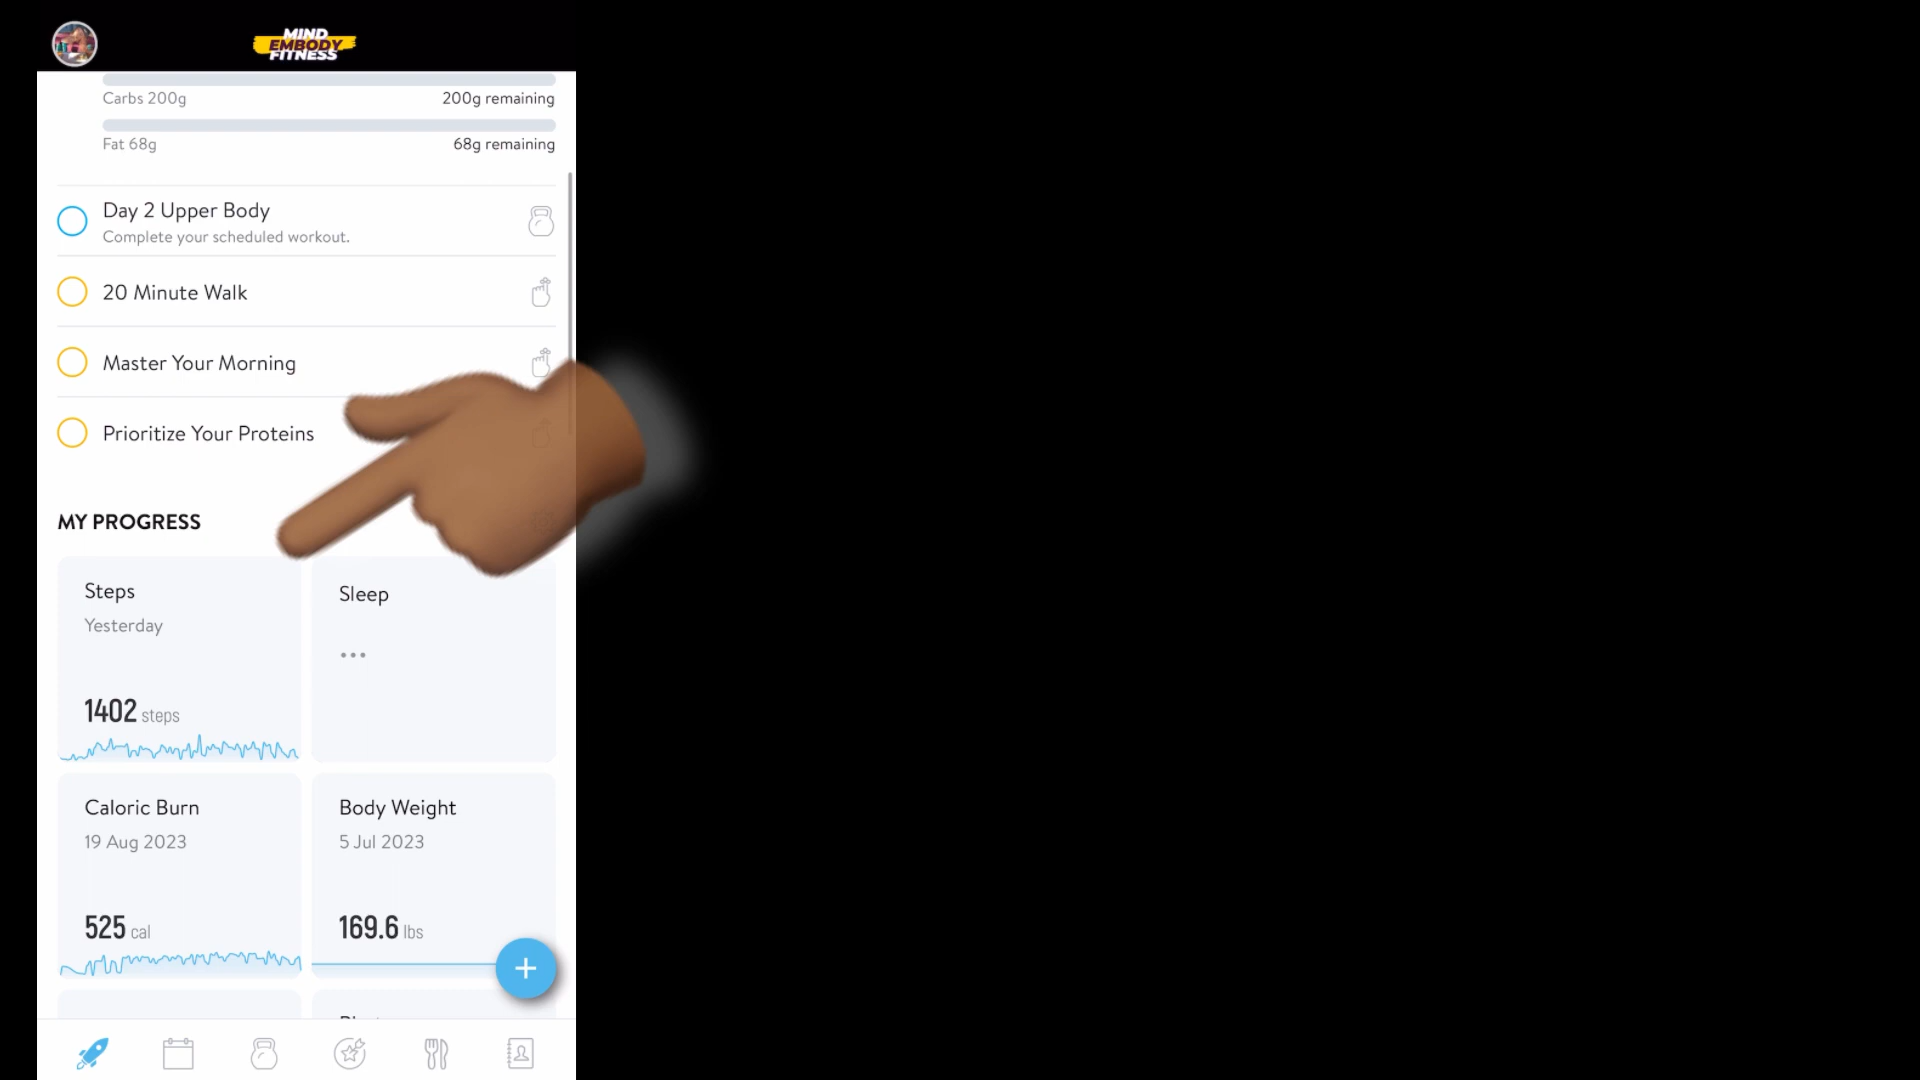 MIND
EMBODY
FITNESS
Carbs 200g 200g remaining
Fat 68g 68g remaining
Day 2 Upper Body
Complete your scheduled workout.
20 Minute Walk
Master Your Morning
Prioritize Your Proteins
MY PROGRESS
Steps
Yesterday
1402 steps
Sleep
...
Caloric Burn
19 Aug 2023
525 cal
Body Weight
5 Jul 2023
169.6 lbs
+